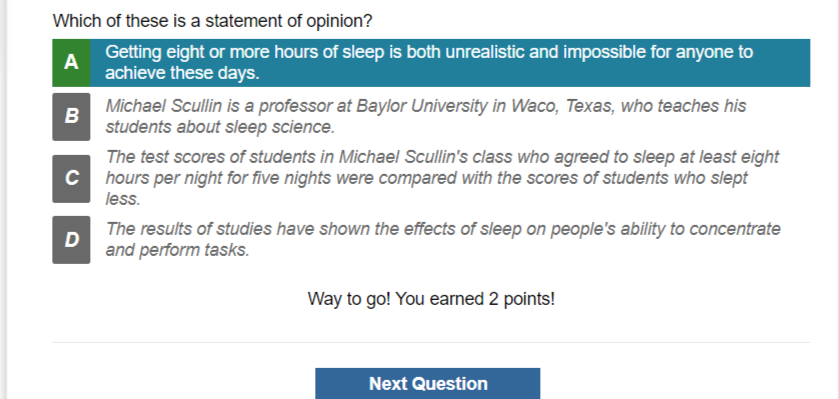 Which of these is a statement of opinion?
A
Getting eight or more hours of sleep is both unrealistic and impossible for anyone to
achieve these days.
B
Michael Scullin is a professor at Baylor University in Waco, Texas, who teaches his
students about sleep science.
C
The test scores of students in Michael Scullin's class who agreed to sleep at least eight
hours per night for five nights were compared with the scores of students who slept
less.
D
The results of studies have shown the effects of sleep on people's ability to concentrate
and perform tasks.
Way to go! You earned 2 points!
Next Question